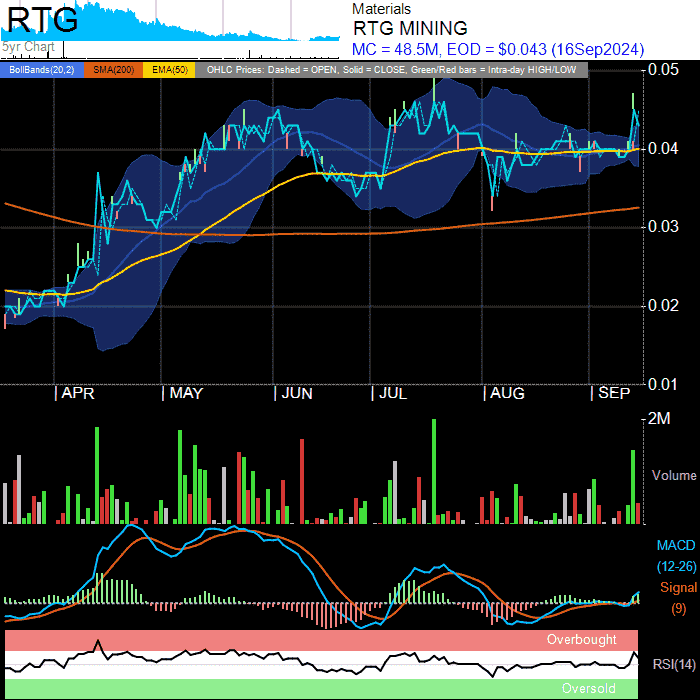 RTG
5yr Chart
Materials
RTG MINING
MC = 48.5M, EOD = $0.043 (16Sep2024)
BollBands(20,2) SMA(200) EMA(50) OHLC Prices: Dashed = OPEN, Solid = CLOSE, Green/Red bars = Intra-day HIGH/LOW
0.05
0.04
0.03
0.02
0.01
| APR | MAY | JUN | JUL | AUG | SEP
2M
Volume
MACD
(12-26)
Signal
(9)
Overbought
RSI(14)
Oversold